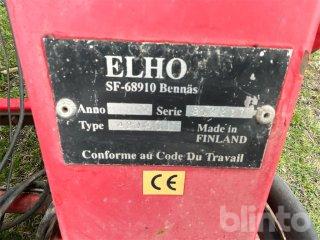 ELHO
SF-68910 Bennäs
Anno Serie
Type Made in
FINLAND
Conforme au Code Du Travail
CE
blinto